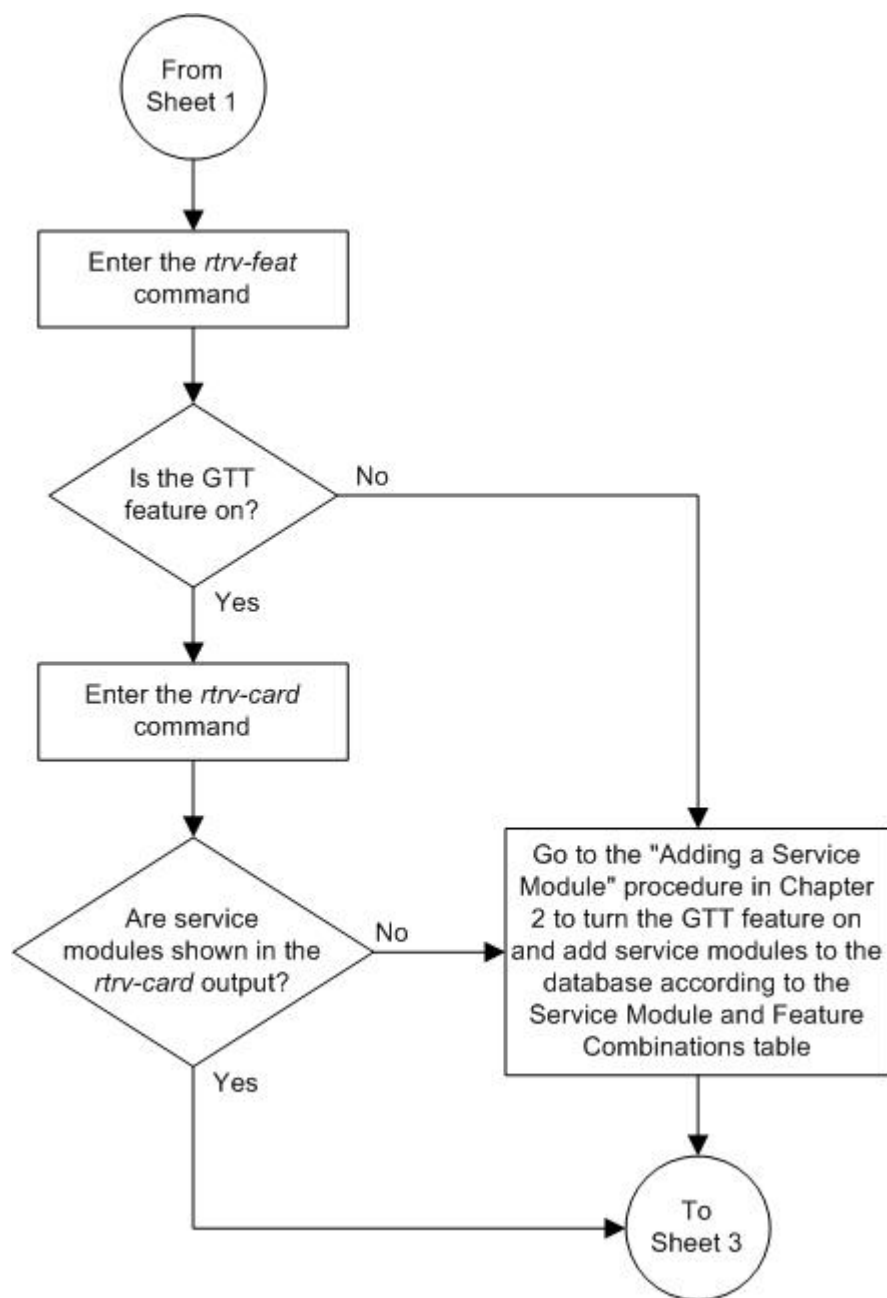 From
Sheet 1
Enter the rtrv-feat
command
Is the GTT
feature on?
No
Yes
Enter the rtrv-card
command
Are service
modules shown in the
rtrv-card output?
No
Yes
Go to the "Adding a Service
Module" procedure in Chapter
2 to turn the GTT feature on
and add service modules to the
database according to the
Service Module and Feature
Combinations table
To
Sheet 3